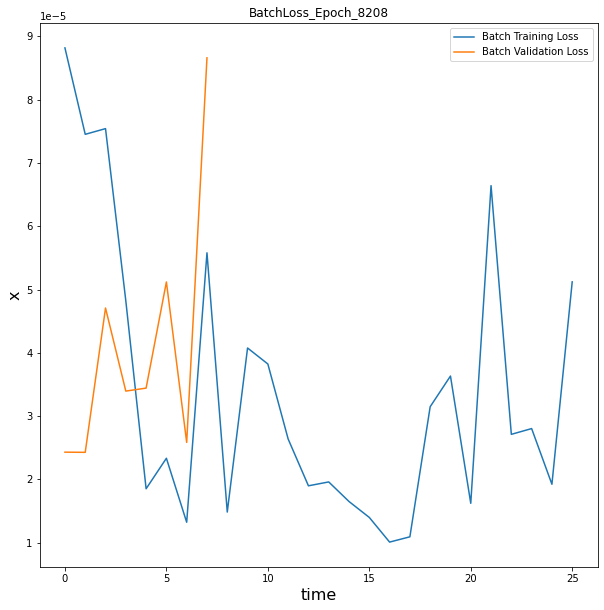 BatchLoss_Epoch_8208
1e−5
Batch Training Loss
Batch Validation Loss
9
8
7
6
5
4
3
2
1
x
0 5 10 15 20 25
time